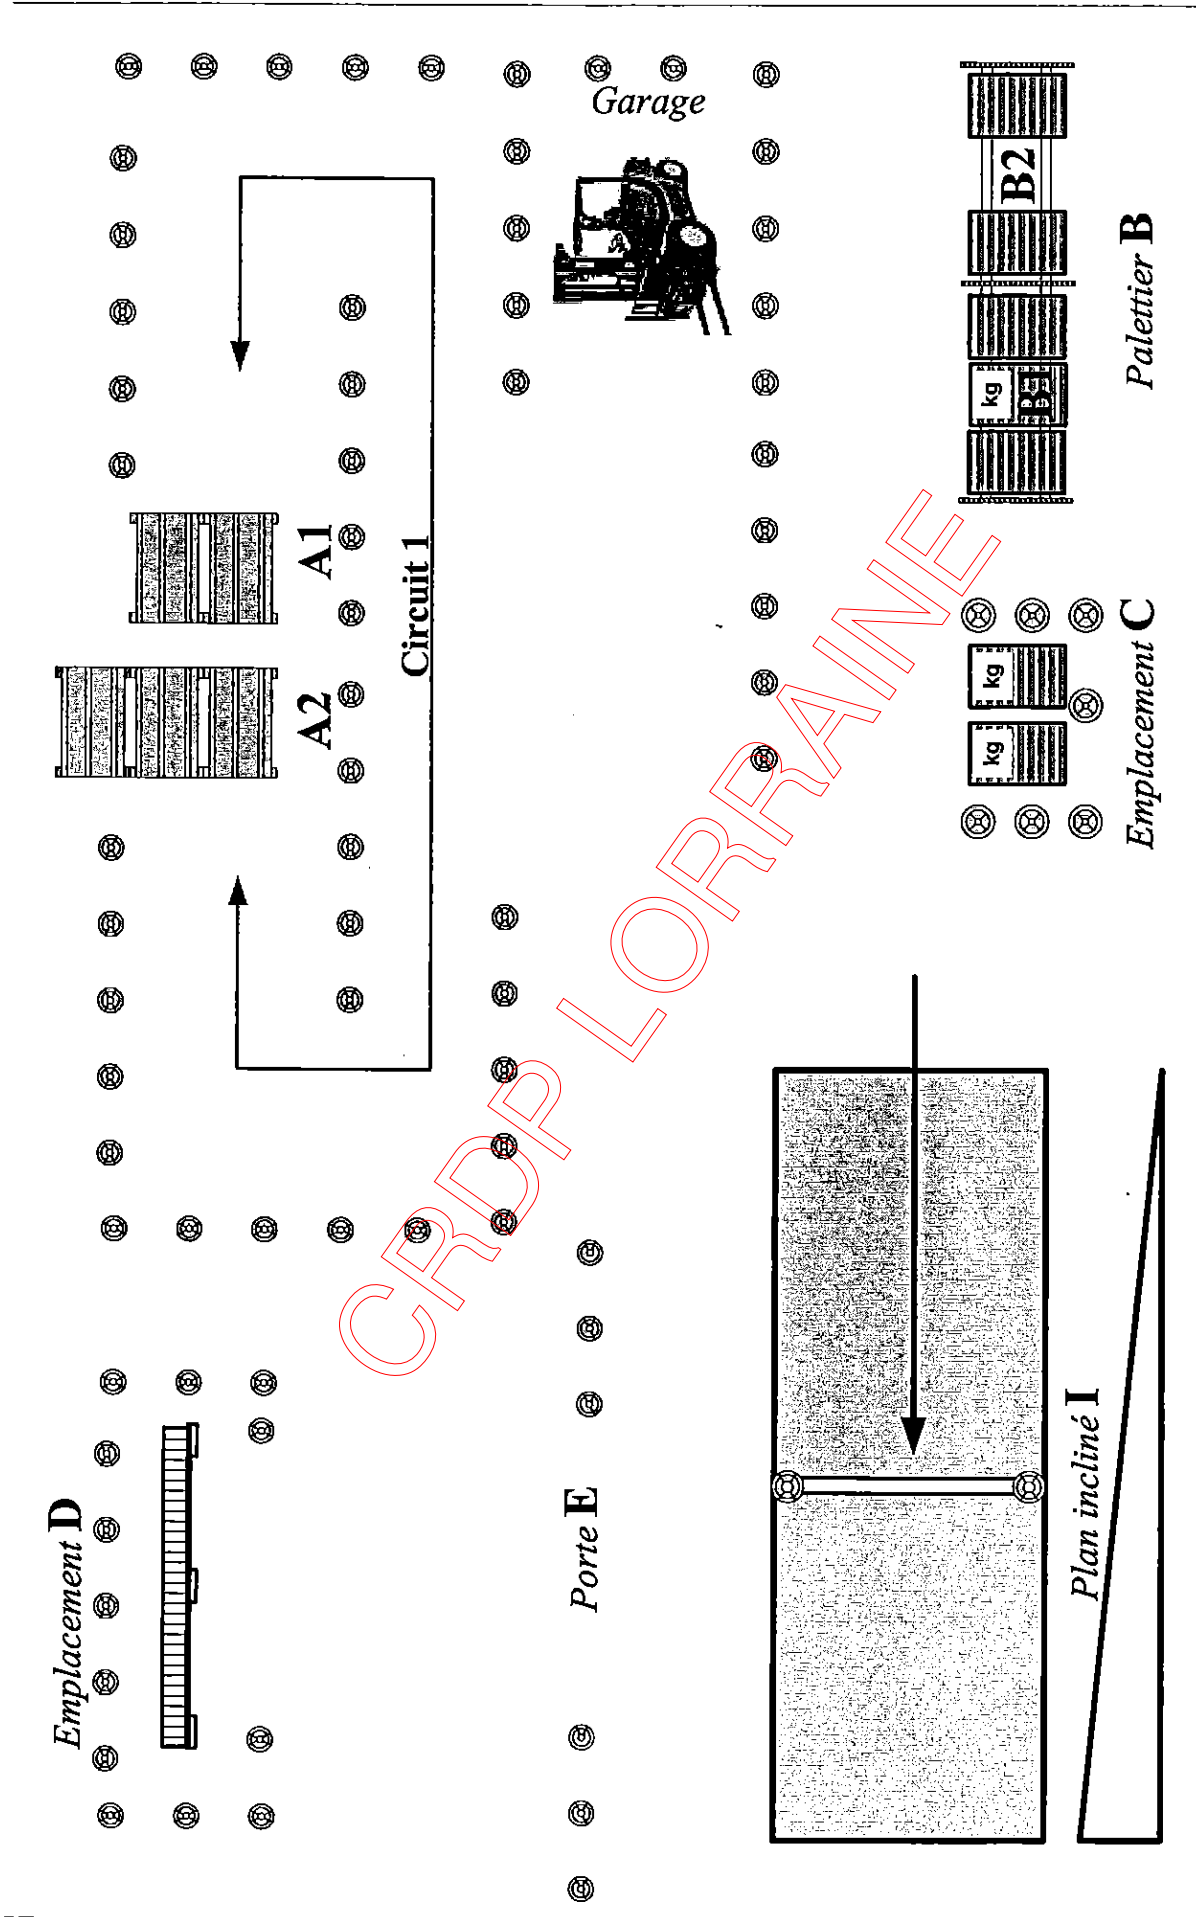 Garage
B2
B1
kg
Palettier B
A1
A2
Circuit 1
kg
kg
Emplacement C
CRDP LORRAINE
Emplacement D
Porte E
Plan incliné I